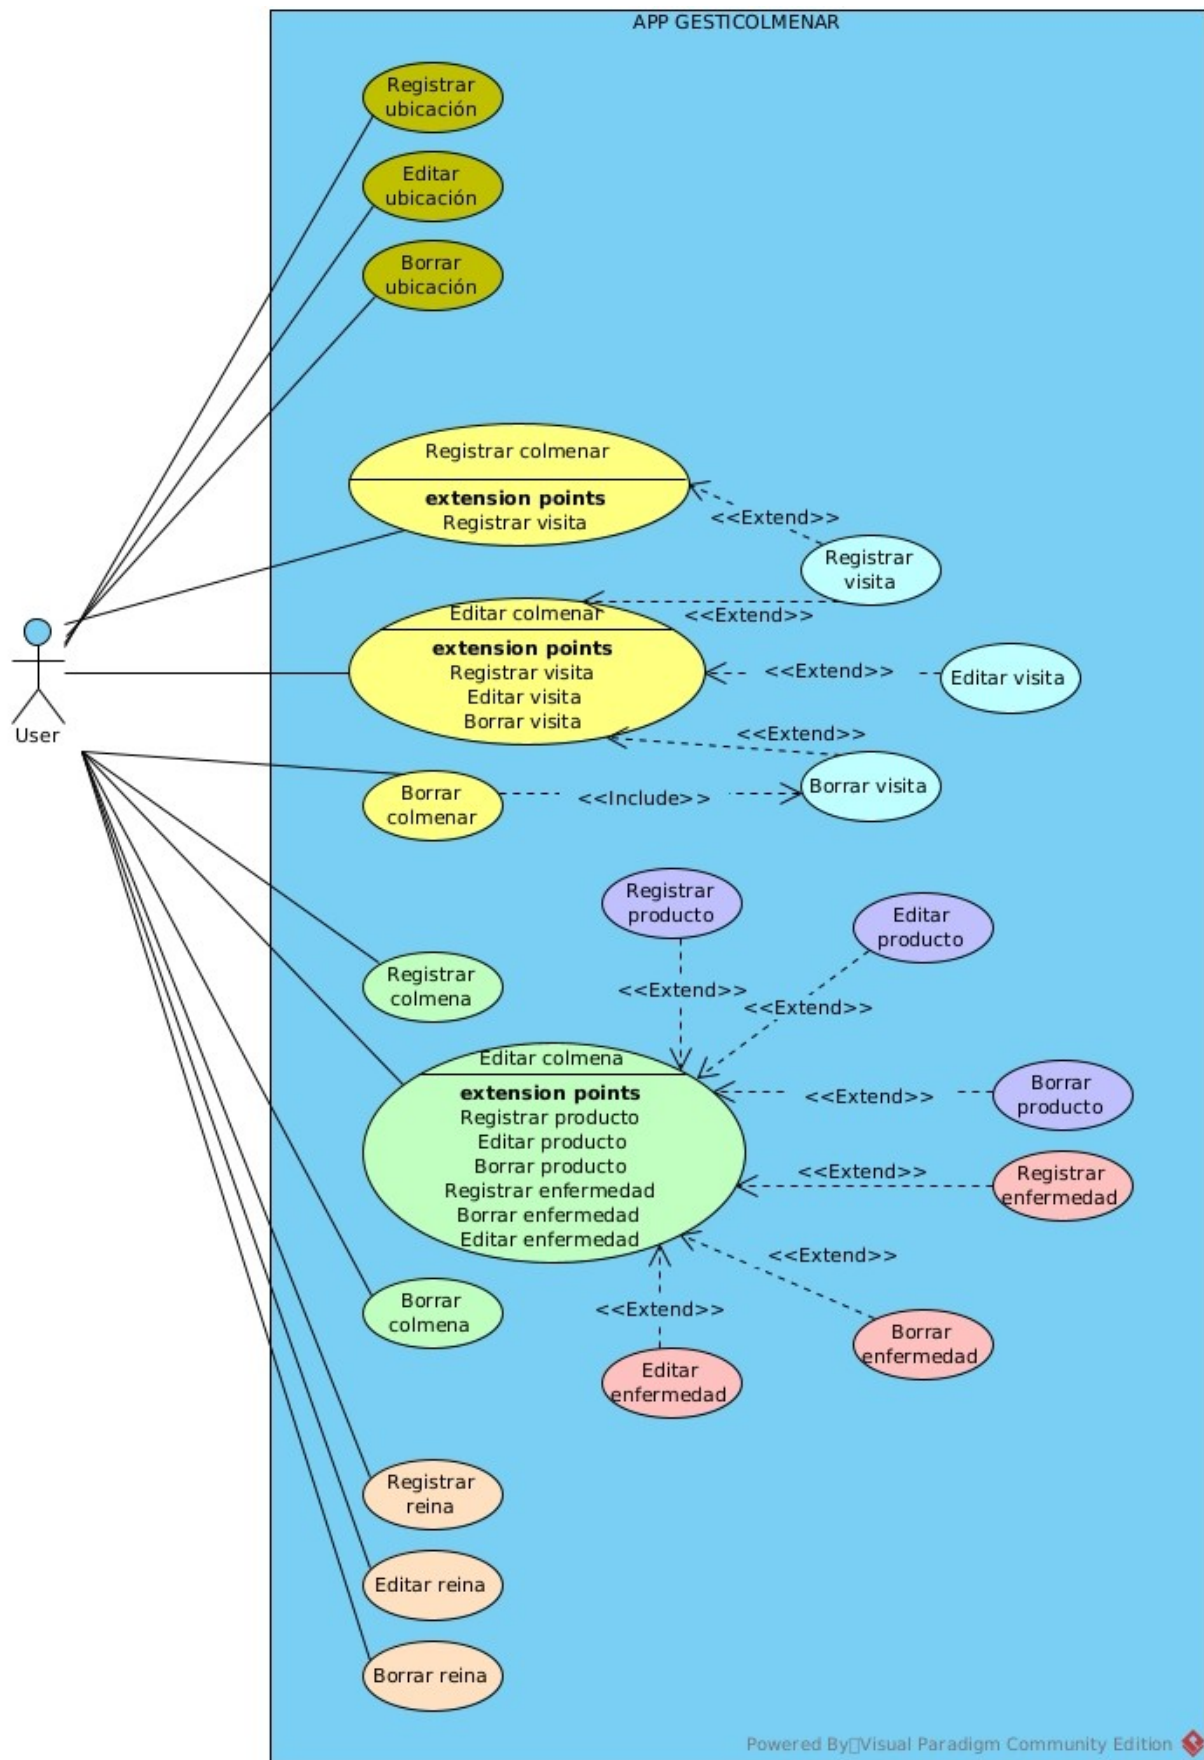 APP GESTICOLMENAR
Registrar
ubicación
Editar
ubicación
Borrar
ubicación
Registrar colmenar
extension points
Registrar visita
<<Extend>>
Registrar
visita
<<Extend>>
Editar colmenar
extension points
Registrar visita
Editar visita
Borrar visita
<<Extend>>
Editar visita
User
<<Extend>>
Borrar visita
Borrar
colmenar
<<Include>>
Registrar
producto
Editar
producto
Registrar
colmena
<<Extend>>
<<Extend>>
Editar colmena
extension points
Registrar producto
Editar producto
Borrar producto
Registrar enfermedad
Borrar enfermedad
Editar enfermedad
<<Extend>>
Borrar
producto
<<Extend>>
Registrar
enfermedad
<<Extend>>
Borrar
enfermedad
<<Extend>>
Editar
enfermedad
Borrar
colmena
Registrar
reina
Editar reina
Borrar reina
Powered By Visual Paradigm Community Edition